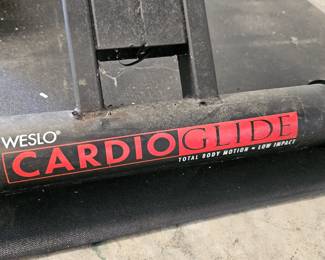 WESLO®
CARDIOGLIDE
TOTAL BODY MOTION • LOW IMPACT